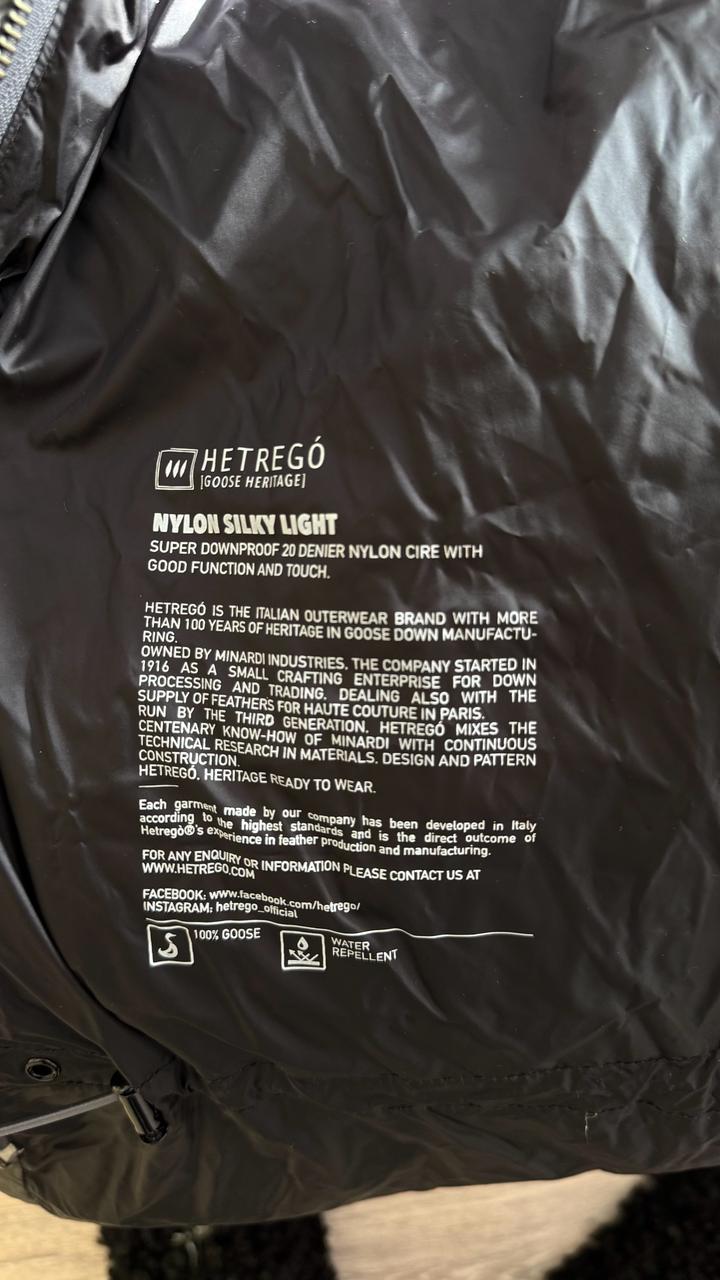 HETREGÓ
[GOOSE HERITAGE]
NYLON SILKY LIGHT
SUPER DOWNPROOF 20 DENIER NYLON CIRE WITH
GOOD FUNCTION AND TOUCH.
HETREGÓ IS THE ITALIAN OUTERWEAR BRAND WITH MORE
THAN 100 YEARS OF HERITAGE IN GOOSE DOWN MANUFACTU-
RING.
OWNED BY MINARDI INDUSTRIES. THE COMPANY STARTED IN
1916 AS A SMALL CRAFTING ENTERPRISE FOR DOWN
PROCESSING AND TRADING. DEALING ALSO WITH THE
SUPPLY OF FEATHERS FOR HAUTE COUTURE IN PARIS.
RUN BY THE THIRD GENERATION, HETREGÓ MIXES THE
CENTENARY KNOW-HOW OF MINARDI WITH CONTINUOUS
TECHNICAL RESEARCH IN MATERIALS. DESIGN AND PATTERN
CONSTRUCTION.
HETREGÓ. HERITAGE READY TO WEAR.
Each garment made by our company has been developed in Italy
according to the highest standards and is the direct outcome of
Hetregò®'s experience in feather production and manufacturing.
FOR ANY ENQUIRY OR INFORMATION PLEASE CONTACT US AT
WWW.HETREGO.COM
FACEBOOK: www.facebook.com/hetrego/
INSTAGRAM: hetrego_official
100% GOOSE
WATER
REPELLENT